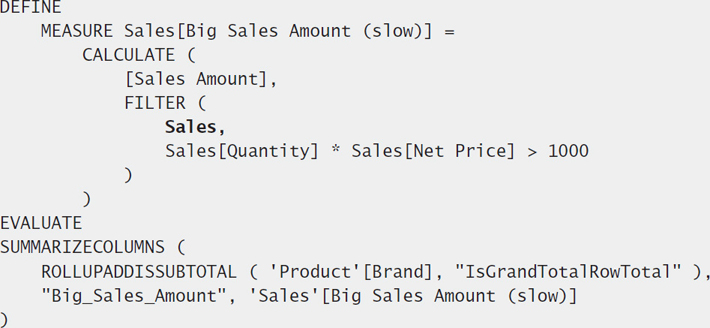 DEFINE
    MEASURE Sales[Big Sales Amount (slow)] =
        CALCULATE (
            [Sales Amount],
            FILTER (
                Sales,
                Sales[Quantity] * Sales[Net Price] > 1000
            )
        )
EVALUATE
SUMMARIZECOLUMNS (
    ROLLUPADDISSUBTOTAL ( 'Product'[Brand], "IsGrandTotalRowTotal" ),
    "Big_Sales_Amount", 'Sales'[Big Sales Amount (slow)]
)